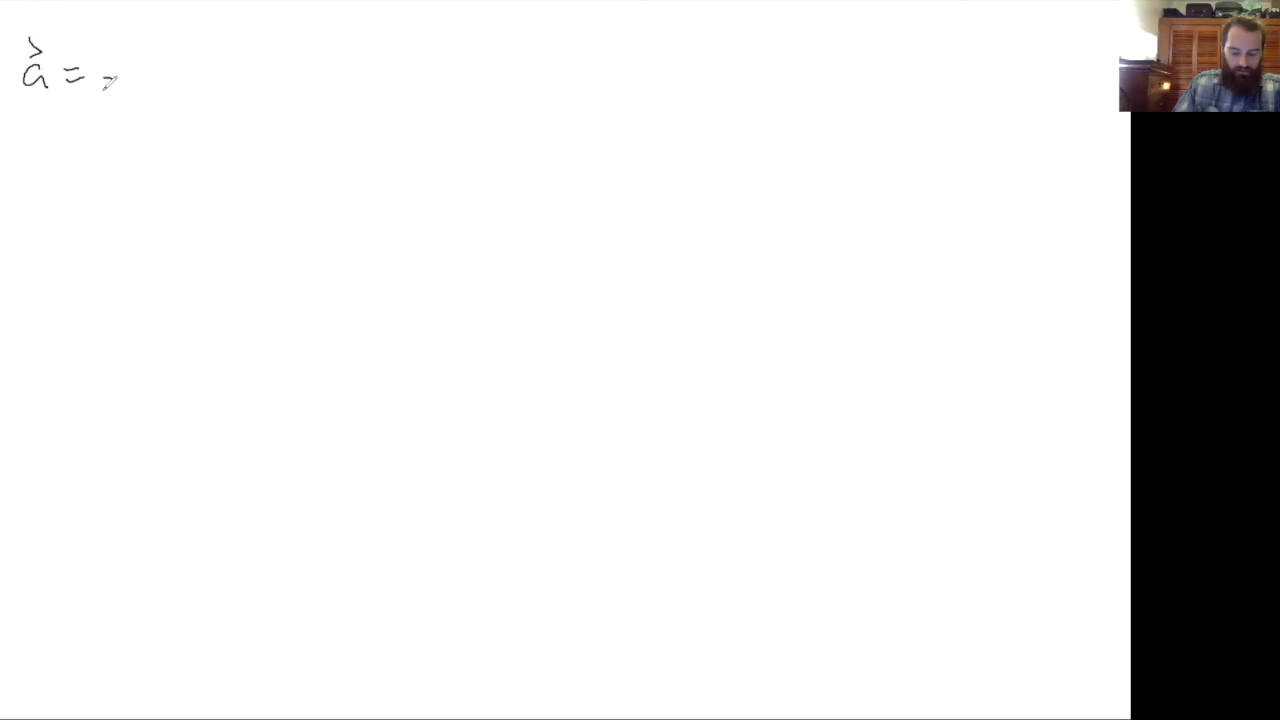 a⃗ =